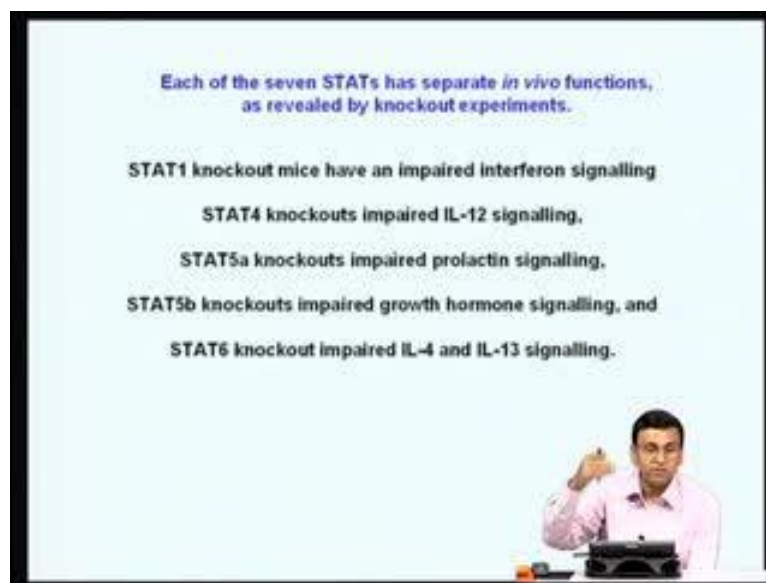 Each of the seven STATs has separate in vivo functions,
as revealed by knockout experiments.
STAT1 knockout mice have an impaired interferon signalling
STAT4 knockouts impaired IL-12 signalling,
STAT5a knockouts impaired prolactin signalling,
STAT5b knockouts impaired growth hormone signalling, and
STAT6 knockout impaired IL-4 and IL-13 signalling.